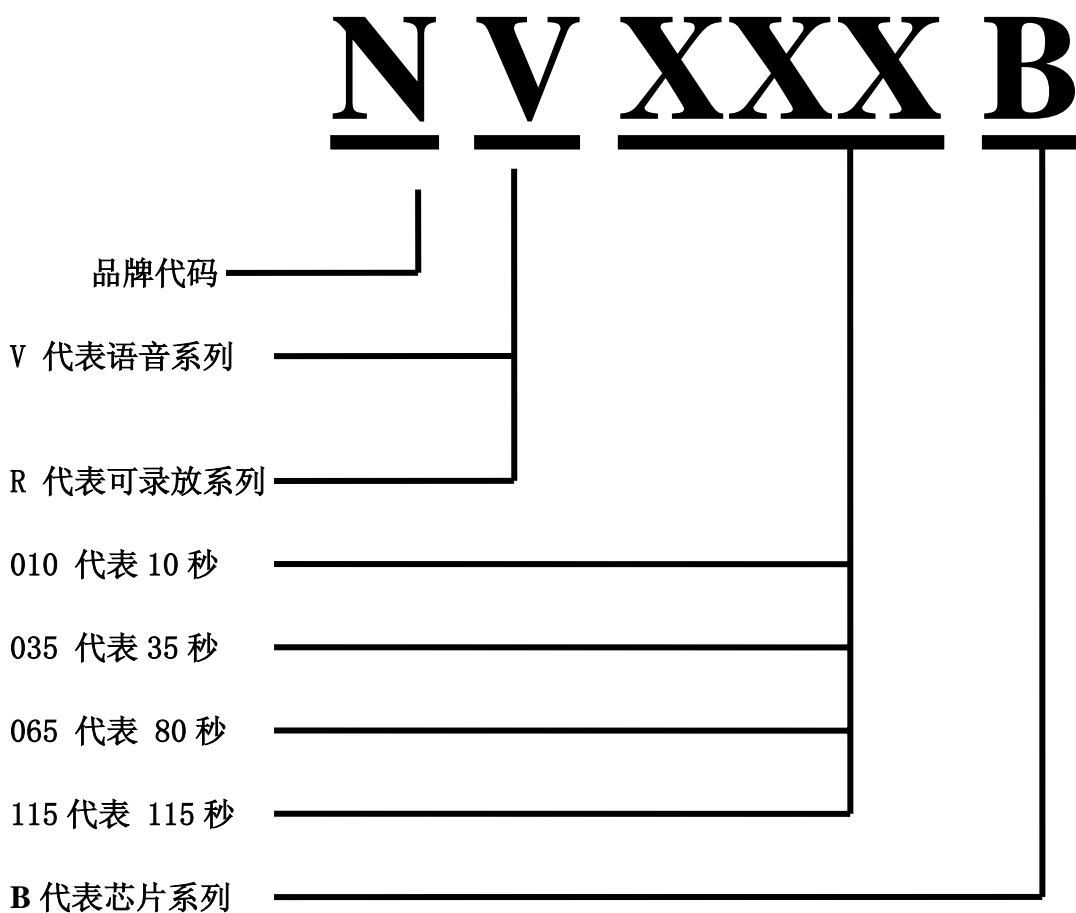 N V XXX B
品牌代码
V 代表语音系列
R 代表可录放系列
010 代表 10 秒
035 代表 35 秒
065 代表 80 秒
115 代表 115 秒
B 代表芯片系列